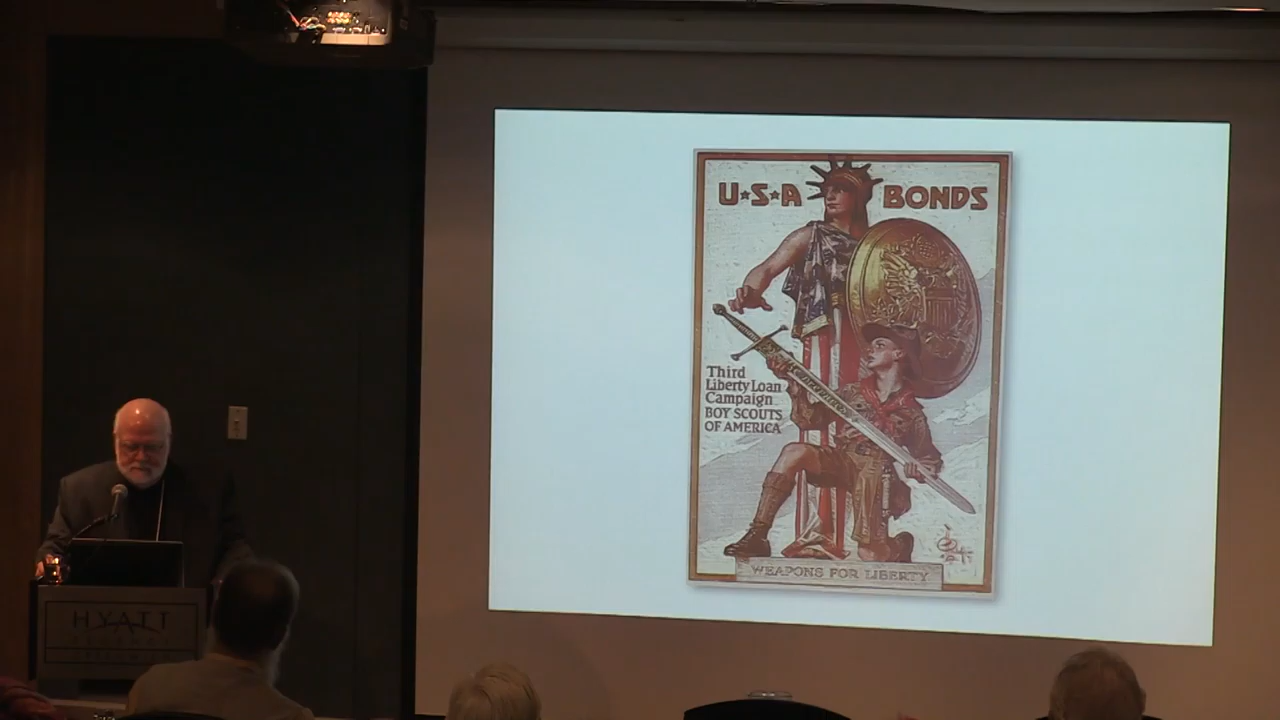 U★S★A BONDS
Third
Liberty Loan
Campaign
BOY SCOUTS
OF AMERICA
WEAPONS FOR LIBERTY
HYATT